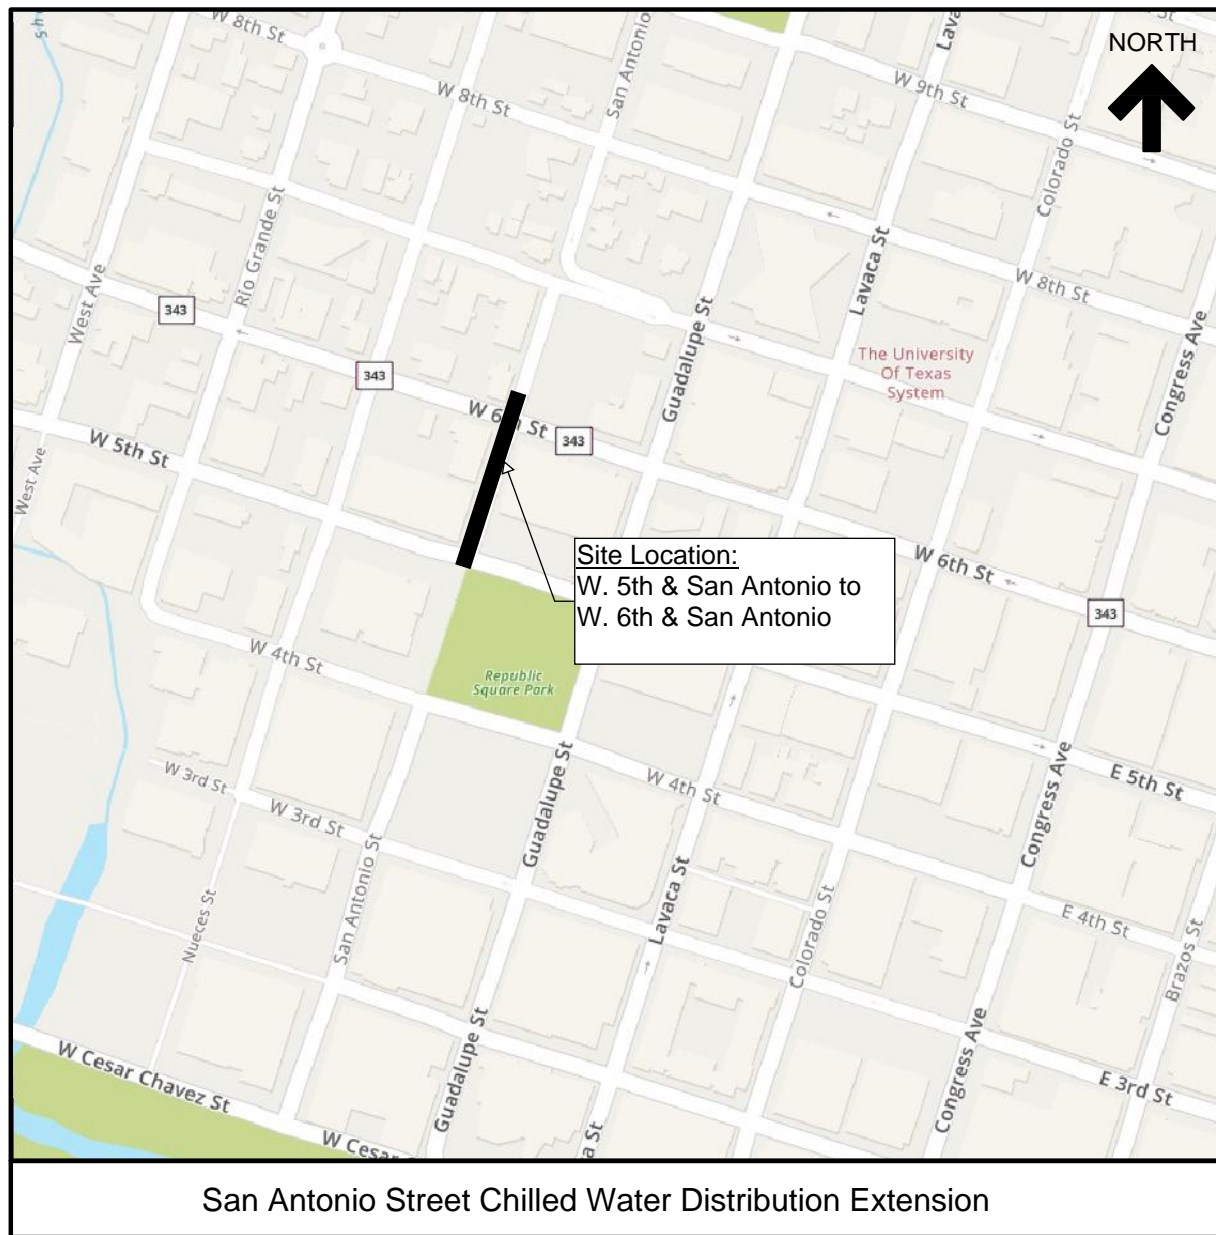 W 8th St
San Antonio
Lava
NORTH
W 8th St
W 9th St
Colorado St
Rio Grande St
Lavaca St
W 8th St
West Ave
343
Guadalupe St
343
The University
Of Texas
System
Congress Ave
W 6th St
343
W 5th St
West Ave
Site Location:
W. 5th & San Antonio to
W. 6th & San Antonio
W 6th St
343
W 4th St
Republic
Square Park
W 3rd St
W 3rd St
Guadalupe St
W 4th St
E 5th St
Congress Ave
San Antonio St
Nueces St
Lavaca St
Colorado St
E 4th St
Brazos St
W Cesar Chavez St
Guadalupe St
Congress Ave
E 3rd St
W Cesar
a St
San Antonio Street Chilled Water Distribution Extension